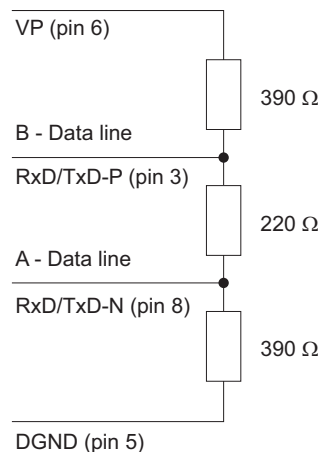 VP (pin 6)
390 Ω
B - Data line
RxD/TxD-P (pin 3)
220 Ω
A - Data line
RxD/TxD-N (pin 8)
390 Ω
DGND (pin 5)